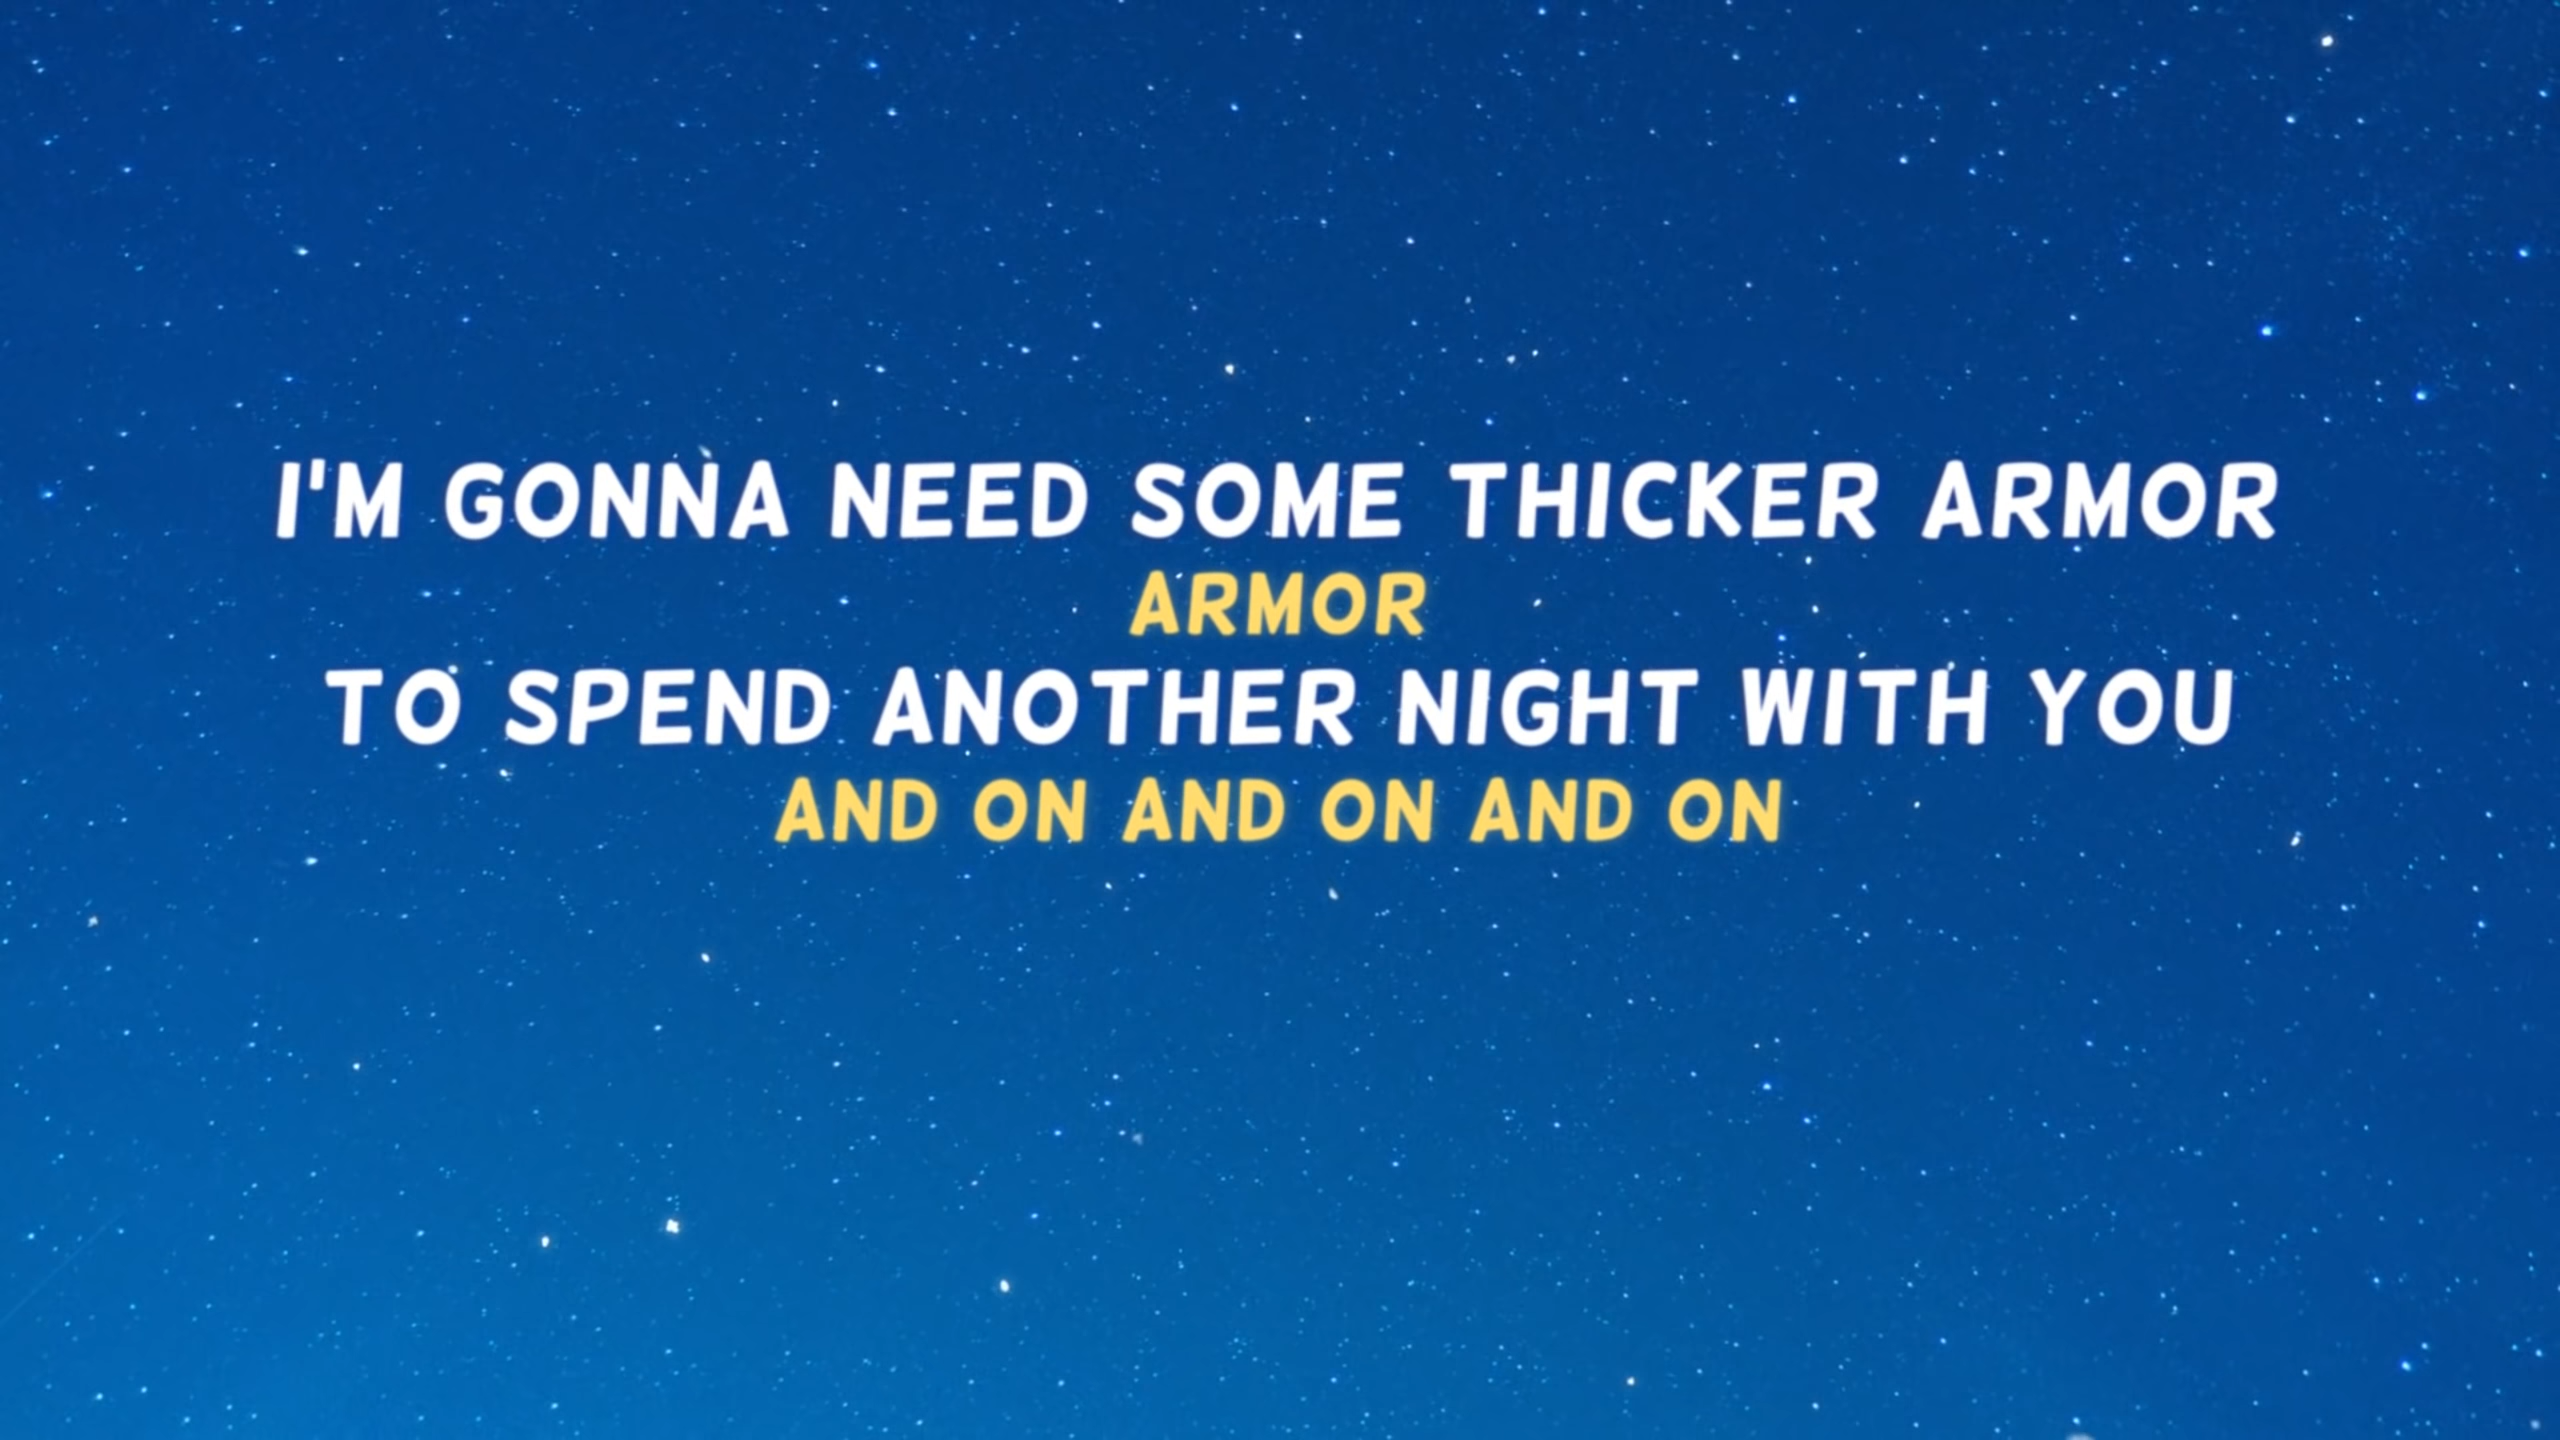 I'M GONNA NEED SOME THICKER ARMOR
ARMOR
TO SPEND ANOTHER NIGHT WITH YOU
AND ON AND ON AND ON